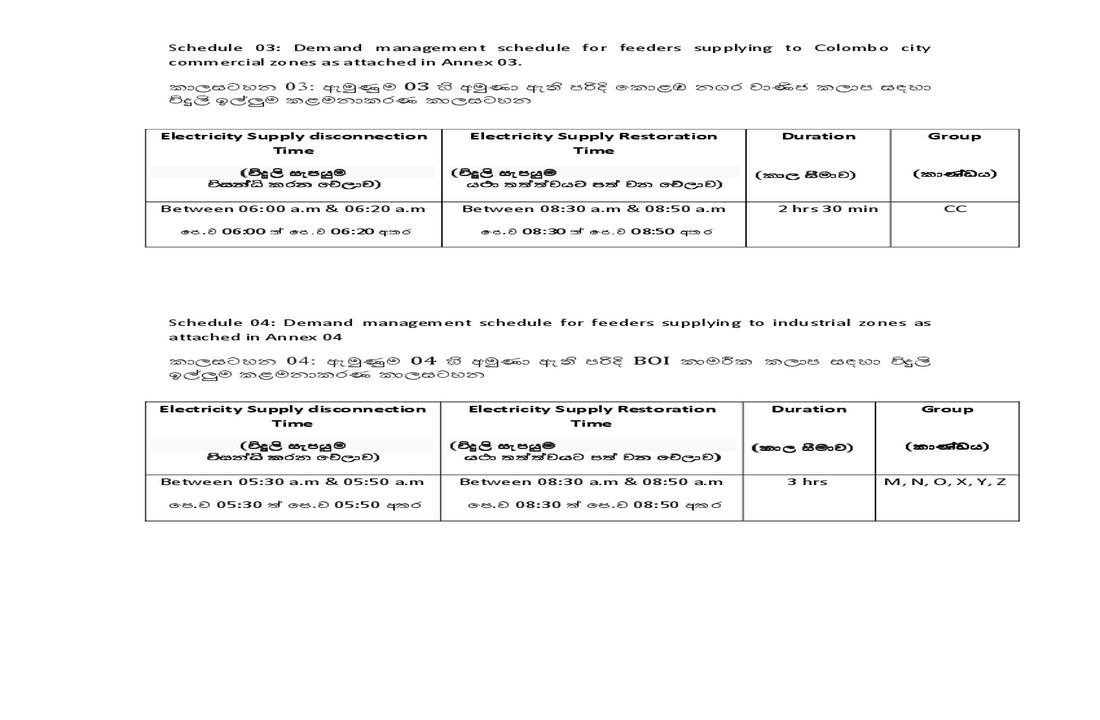 Schedule 03: Demand management schedule for feeders supplying to Colombo city
commercial zones as attached in Annex 03.
කාලසටහන 03: ඇමුණුම 03 හි අමුණා ඇති පරිදි කොළඹ නගර වාණිජ කලාප සඳහා
විදුලි ඉල්ලුම කළමනාකරණ කාලසටහන
Electricity Supply disconnection Time
(විදුලි සැපයුම
විසන්ධි කරන වේලාව)
Electricity Supply Restoration Time
(විදුලි සැපයුම
යථා තත්ත්වයට පත් වන වේලාව)
Duration
(කාල සීමාව)
Group
(කාණ්ඩය)
Between 06:00 a.m & 06:20 a.m
පෙ.ව 06:00 ත් පෙ.ව 06:20 අතර
Between 08:30 a.m & 08:50 a.m
පෙ.ව 08:30 ත් පෙ.ව 08:50 අතර
2 hrs 30 min
CC
Schedule 04: Demand management schedule for feeders supplying to industrial zones as
attached in Annex 04
කාලසටහන 04: ඇමුණුම 04 හි අමුණා ඇති පරිදි BOI කාර්මික කලාප සඳහා විදුලි
ඉල්ලුම කළමනාකරණ කාලසටහන
Electricity Supply disconnection Time
(විදුලි සැපයුම
විසන්ධි කරන වේලාව)
Electricity Supply Restoration Time
(විදුලි සැපයුම
යථා තත්ත්වයට පත් වන වේලාව)
Duration
(කාල සීමාව)
Group
(කාණ්ඩය)
Between 05:30 a.m & 05:50 a.m
පෙ.ව 05:30 ත් පෙ.ව 05:50 අතර
Between 08:30 a.m & 08:50 a.m
පෙ.ව 08:30 ත් පෙ.ව 08:50 අතර
3 hrs
M, N, O, X, Y, Z